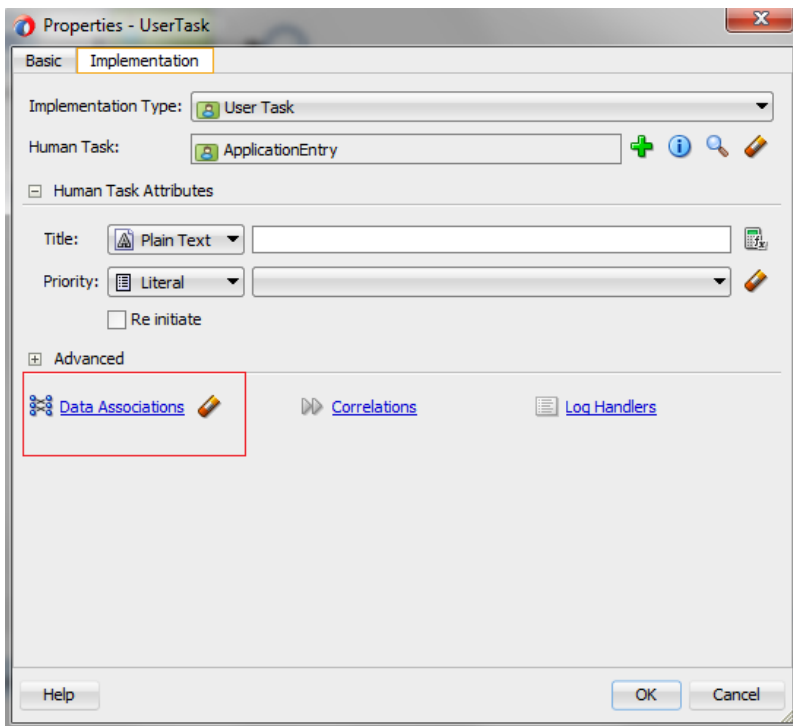 Properties - UserTask
Basic Implementation
Implementation Type: User Task
Human Task: ApplicationEntry
Human Task Attributes
Title: Plain Text
Priority: Literal
Re initiate
Advanced
Data Associations Correlations Log Handlers
Help OK Cancel